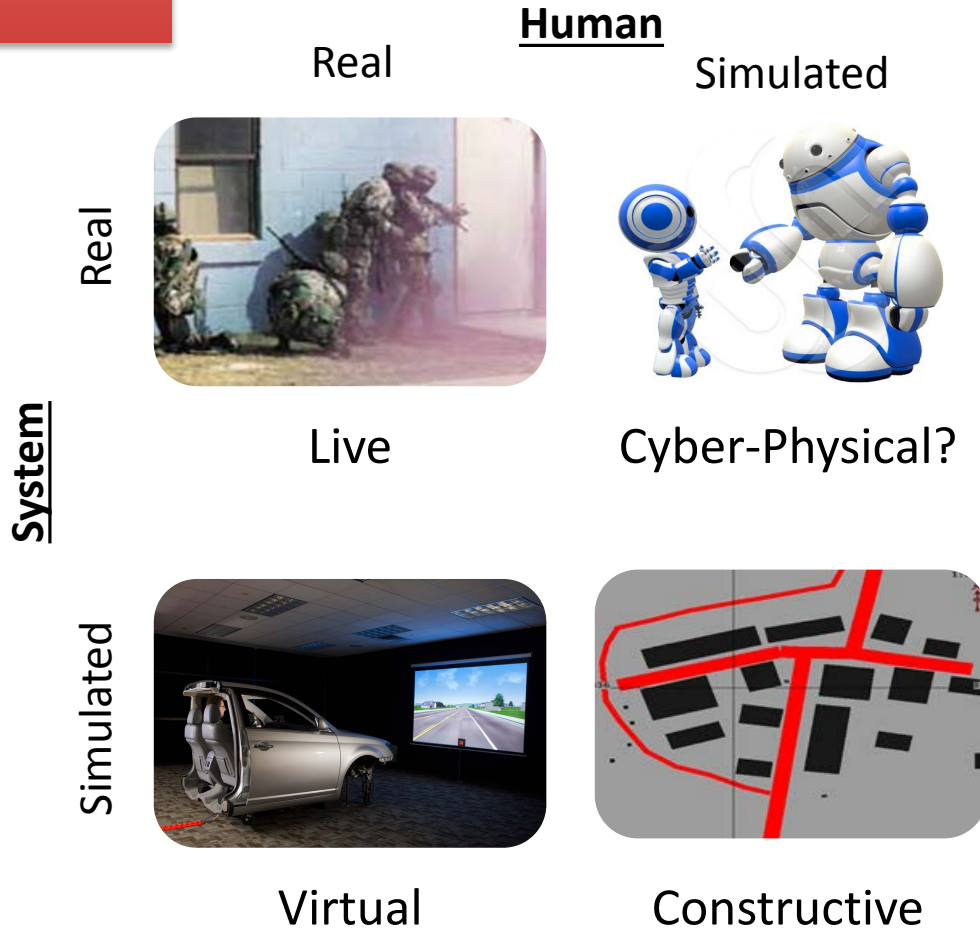 Human
Real
Simulated
Real
System
Live
Cyber-Physical?
Simulated
Virtual
Constructive